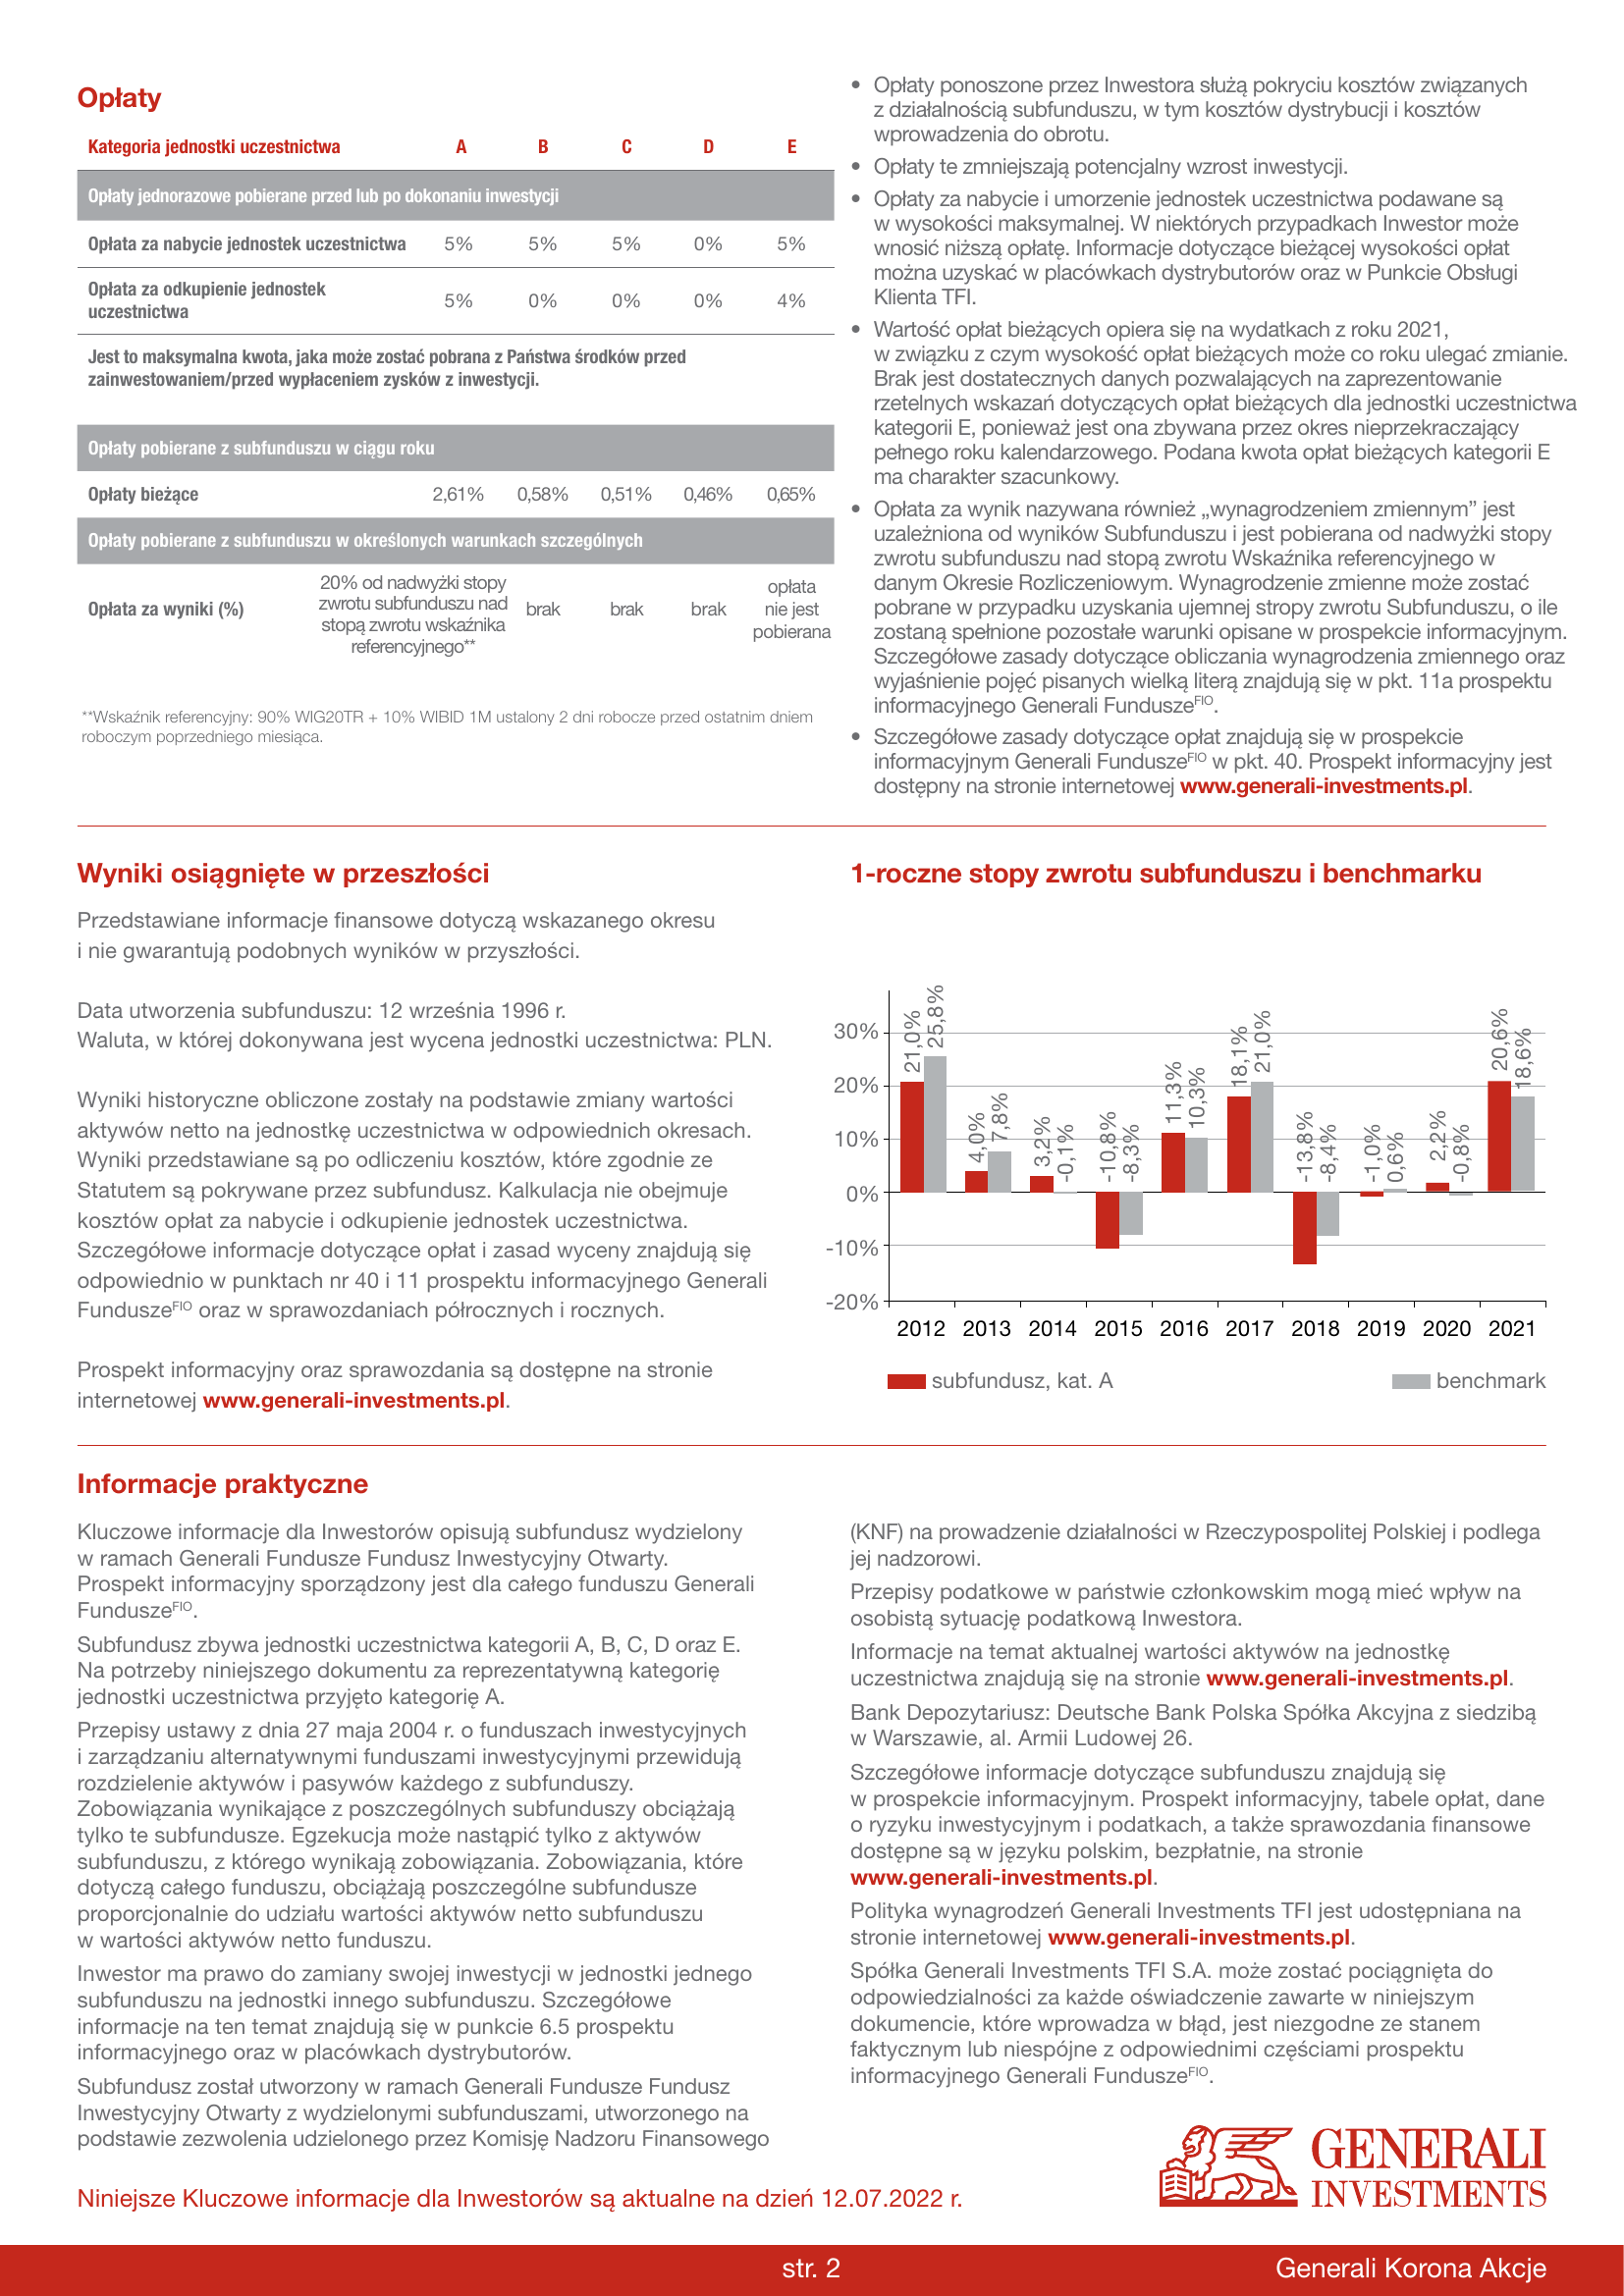 Opłaty
Kategoria jednostki uczestnictwa A B C D E
Opłaty jednorazowe pobierane przed lub po dokonaniu inwestycji
Opłata za nabycie jednostek uczestnictwa 5% 5% 5% 0% 5%
Opłata za odkupienie jednostek
uczestnictwa 5% 0% 0% 0% 4%
Jest to maksymalna kwota, jaka może zostać pobrana z Państwa środków przed
zainwestowaniem/przed wypłaceniem zysków z inwestycji.
Opłaty pobierane z subfunduszu w ciągu roku
Opłaty bieżące 2,61% 0,58% 0,51% 0,46% 0,65%
Opłaty pobierane z subfunduszu w określonych warunkach szczególnych
Opłata za wyniki (%)
20% od nadwyżki stopy
zwrotu subfunduszu nad
stopą zwrotu wskaźnika
referencyjnego**
brak brak brak
opłata
nie jest
pobierana
**Wskaźnik referencyjny: 90% WIG20TR + 10% WIBID 1M ustalony 2 dni robocze przed ostatnim dniem
roboczym poprzedniego miesiąca.
• Opłaty ponoszone przez Inwestora służą pokryciu kosztów związanych
z działalnością subfunduszu, w tym kosztów dystrybucji i kosztów
wprowadzenia do obrotu.
• Opłaty te zmniejszają potencjalny wzrost inwestycji.
• Opłaty za nabycie i umorzenie jednostek uczestnictwa podawane są
w wysokości maksymalnej. W niektórych przypadkach Inwestor może
wnosić niższą opłatę. Informacje dotyczące bieżącej wysokości opłat
można uzyskać w placówkach dystrybutorów oraz w Punkcie Obsługi
Klienta TFI.
• Wartość opłat bieżących opiera się na wydatkach z roku 2021,
w związku z czym wysokość opłat bieżących może co roku ulegać zmianie.
Brak jest dostatecznych danych pozwalających na zaprezentowanie
rzetelnych wskazań dotyczących opłat bieżących dla jednostki uczestnictwa
kategorii E, ponieważ jest ona zbywana przez okres nieprzekraczający
pełnego roku kalendarzowego. Podana kwota opłat bieżących kategorii E
ma charakter szacunkowy.
• Opłata za wynik nazywana również „wynagrodzeniem zmiennym” jest
uzależniona od wyników Subfunduszu i jest pobierana od nadwyżki stopy
zwrotu subfunduszu nad stopą zwrotu Wskaźnika referencyjnego w
danym Okresie Rozliczeniowym. Wynagrodzenie zmienne może zostać
pobrane w przypadku uzyskania ujemnej stropy zwrotu Subfunduszu, o ile
zostaną spełnione pozostałe warunki opisane w prospekcie informacyjnym.
Szczegółowe zasady dotyczące obliczania wynagrodzenia zmiennego oraz
wyjaśnienie pojęć pisanych wielką literą znajdują się w pkt. 11a prospektu
informacyjnego Generali FunduszeFIO.
• Szczegółowe zasady dotyczące opłat znajdują się w prospekcie
informacyjnym Generali FunduszeFIO w pkt. 40. Prospekt informacyjny jest
dostępny na stronie internetowej www.generali-investments.pl.
Wyniki osiągnięte w przeszłości
Przedstawiane informacje finansowe dotyczą wskazanego okresu
i nie gwarantują podobnych wyników w przyszłości.
Data utworzenia subfunduszu: 12 września 1996 r.
Waluta, w której dokonywana jest wycena jednostki uczestnictwa: PLN.
Wyniki historyczne obliczone zostały na podstawie zmiany wartości
aktywów netto na jednostkę uczestnictwa w odpowiednich okresach.
Wyniki przedstawiane są po odliczeniu kosztów, które zgodnie ze
Statutem są pokrywane przez subfundusz. Kalkulacja nie obejmuje
kosztów opłat za nabycie i odkupienie jednostek uczestnictwa.
Szczegółowe informacje dotyczące opłat i zasad wyceny znajdują się
odpowiednio w punktach nr 40 i 11 prospektu informacyjnego Generali
FunduszeFIO oraz w sprawozdaniach półrocznych i rocznych.
Prospekt informacyjny oraz sprawozdania są dostępne na stronie
internetowej www.generali-investments.pl.
1-roczne stopy zwrotu subfunduszu i benchmarku
30%
20%
10%
0%
-10%
-20%
21,0% 25,8%
4,0% 7,8%
3,2% -0,1%
-10,8% -8,3%
11,3% 10,3%
18,1% 21,0%
-13,8% -8,4%
-1,0% 0,6%
2,2% -0,8%
20,6% 18,6%
2012 2013 2014 2015 2016 2017 2018 2019 2020 2021
subfundusz, kat. A benchmark
Informacje praktyczne
Kluczowe informacje dla Inwestorów opisują subfundusz wydzielony
w ramach Generali Fundusze Fundusz Inwestycyjny Otwarty.
Prospekt informacyjny sporządzony jest dla całego funduszu Generali
FunduszeFIO.
Subfundusz zbywa jednostki uczestnictwa kategorii A, B, C, D oraz E.
Na potrzeby niniejszego dokumentu za reprezentatywną kategorię
jednostki uczestnictwa przyjęto kategorię A.
Przepisy ustawy z dnia 27 maja 2004 r. o funduszach inwestycyjnych
i zarządzaniu alternatywnymi funduszami inwestycyjnymi przewidują
rozdzielenie aktywów i pasywów każdego z subfunduszy.
Zobowiązania wynikające z poszczególnych subfunduszy obciążają
tylko te subfundusze. Egzekucja może nastąpić tylko z aktywów
subfunduszu, z którego wynikają zobowiązania. Zobowiązania, które
dotyczą całego funduszu, obciążają poszczególne subfundusze
proporcjonalnie do udziału wartości aktywów netto subfunduszu
w wartości aktywów netto funduszu.
Inwestor ma prawo do zamiany swojej inwestycji w jednostki jednego
subfunduszu na jednostki innego subfunduszu. Szczegółowe
informacje na ten temat znajdują się w punkcie 6.5 prospektu
informacyjnego oraz w placówkach dystrybutorów.
Subfundusz został utworzony w ramach Generali Fundusze Fundusz
Inwestycyjny Otwarty z wydzielonymi subfunduszami, utworzonego na
podstawie zezwolenia udzielonego przez Komisję Nadzoru Finansowego
(KNF) na prowadzenie działalności w Rzeczypospolitej Polskiej i podlega
jej nadzorowi.
Przepisy podatkowe w państwie członkowskim mogą mieć wpływ na
osobistą sytuację podatkową Inwestora.
Informacje na temat aktualnej wartości aktywów na jednostkę
uczestnictwa znajdują się na stronie www.generali-investments.pl.
Bank Depozytariusz: Deutsche Bank Polska Spółka Akcyjna z siedzibą
w Warszawie, al. Armii Ludowej 26.
Szczegółowe informacje dotyczące subfunduszu znajdują się
w prospekcie informacyjnym. Prospekt informacyjny, tabele opłat, dane
o ryzyku inwestycyjnym i podatkach, a także sprawozdania finansowe
dostępne są w języku polskim, bezpłatnie, na stronie
www.generali-investments.pl.
Polityka wynagrodzeń Generali Investments TFI jest udostępniana na
stronie internetowej www.generali-investments.pl.
Spółka Generali Investments TFI S.A. może zostać pociągnięta do
odpowiedzialności za każde oświadczenie zawarte w niniejszym
dokumencie, które wprowadza w błąd, jest niezgodne ze stanem
faktycznym lub niespójne z odpowiednimi częściami prospektu
informacyjnego Generali FunduszeFIO.
GENERALI
INVESTMENTS
Niniejsze Kluczowe informacje dla Inwestorów są aktualne na dzień 12.07.2022 r.
str. 2
Generali Korona Akcje